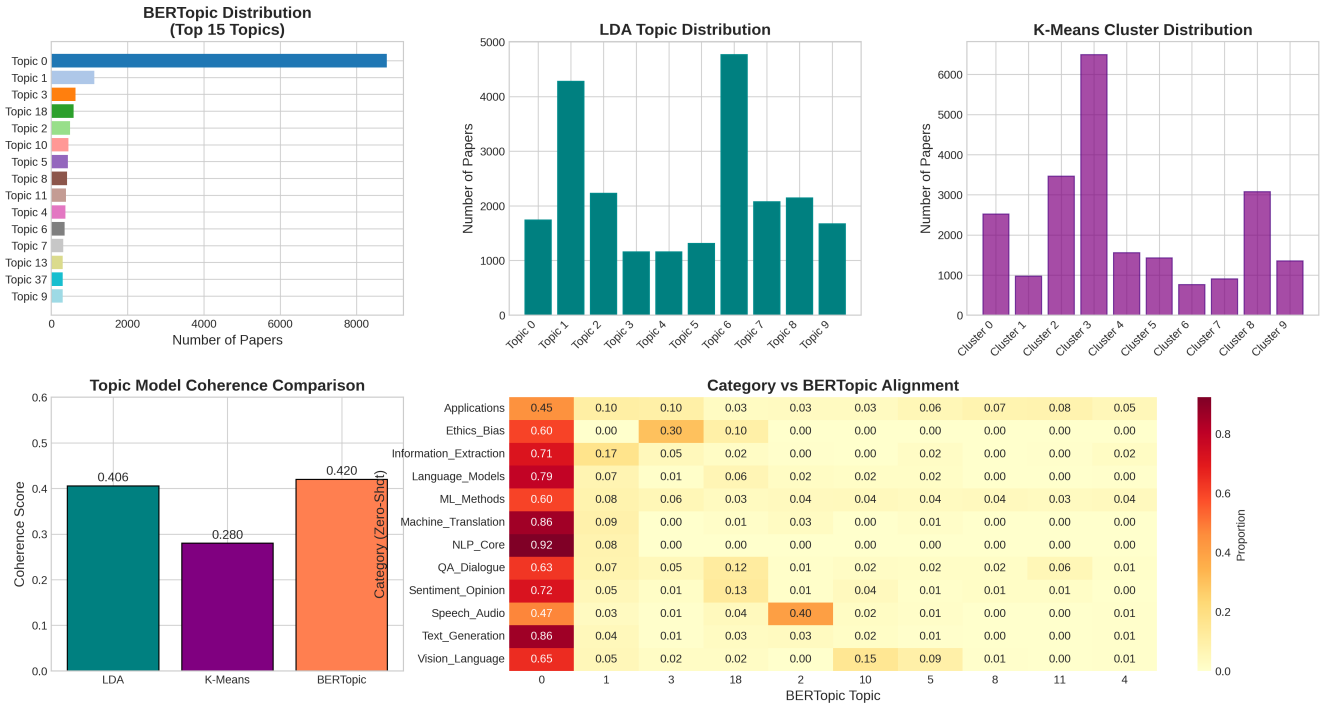 BERTopic Distribution
(Top 15 Topics)
Topic 0
Topic 1
Topic 3
Topic 18
Topic 2
Topic 10
Topic 5
Topic 8
Topic 11
Topic 4
Topic 6
Topic 7
Topic 13
Topic 37
Topic 9
0 2000 4000 6000 8000
Number of Papers
LDA Topic Distribution
Number of Papers
5000
4000
3000
2000
1000
0
Topic 0 Topic 1 Topic 2 Topic 3 Topic 4 Topic 5 Topic 6 Topic 7 Topic 8 Topic 9
K-Means Cluster Distribution
Number of Papers
6000
5000
4000
3000
2000
1000
0
Cluster 0 Cluster 1 Cluster 2 Cluster 3 Cluster 4 Cluster 5 Cluster 6 Cluster 7 Cluster 8 Cluster 9
Topic Model Coherence Comparison
Coherence Score
0.6
0.5
0.4
0.3
0.2
0.1
0.0
0.406
0.280
0.420
LDA K-Means BERTopic
Category vs BERTopic Alignment
Category (Zero-Shot)
Applications 0.45 0.10 0.10 0.03 0.03 0.03 0.06 0.07 0.08 0.05
Ethics_Bias 0.60 0.00 0.30 0.10 0.00 0.00 0.00 0.00 0.00 0.00
Information_Extraction 0.71 0.17 0.05 0.02 0.00 0.00 0.02 0.00 0.00 0.02
Language_Models 0.79 0.07 0.01 0.06 0.02 0.02 0.02 0.00 0.00 0.01
ML_Methods 0.60 0.08 0.06 0.03 0.04 0.04 0.04 0.04 0.03 0.04
Machine_Translation 0.86 0.09 0.00 0.01 0.03 0.00 0.01 0.00 0.00 0.00
NLP_Core 0.92 0.08 0.00 0.00 0.00 0.00 0.00 0.00 0.00 0.00
QA_Dialogue 0.63 0.07 0.05 0.12 0.01 0.02 0.02 0.02 0.06 0.01
Sentiment_Opinion 0.72 0.05 0.01 0.13 0.01 0.04 0.01 0.01 0.01 0.00
Speech_Audio 0.47 0.03 0.01 0.04 0.40 0.02 0.01 0.00 0.00 0.01
Text_Generation 0.86 0.04 0.01 0.03 0.03 0.02 0.01 0.00 0.00 0.01
Vision_Language 0.65 0.05 0.02 0.02 0.00 0.15 0.09 0.01 0.00 0.01
0 1 3 18 2 10 5 8 11 4
BERTopic Topic
0.8
0.6
0.4
0.2
0.0
Proportion